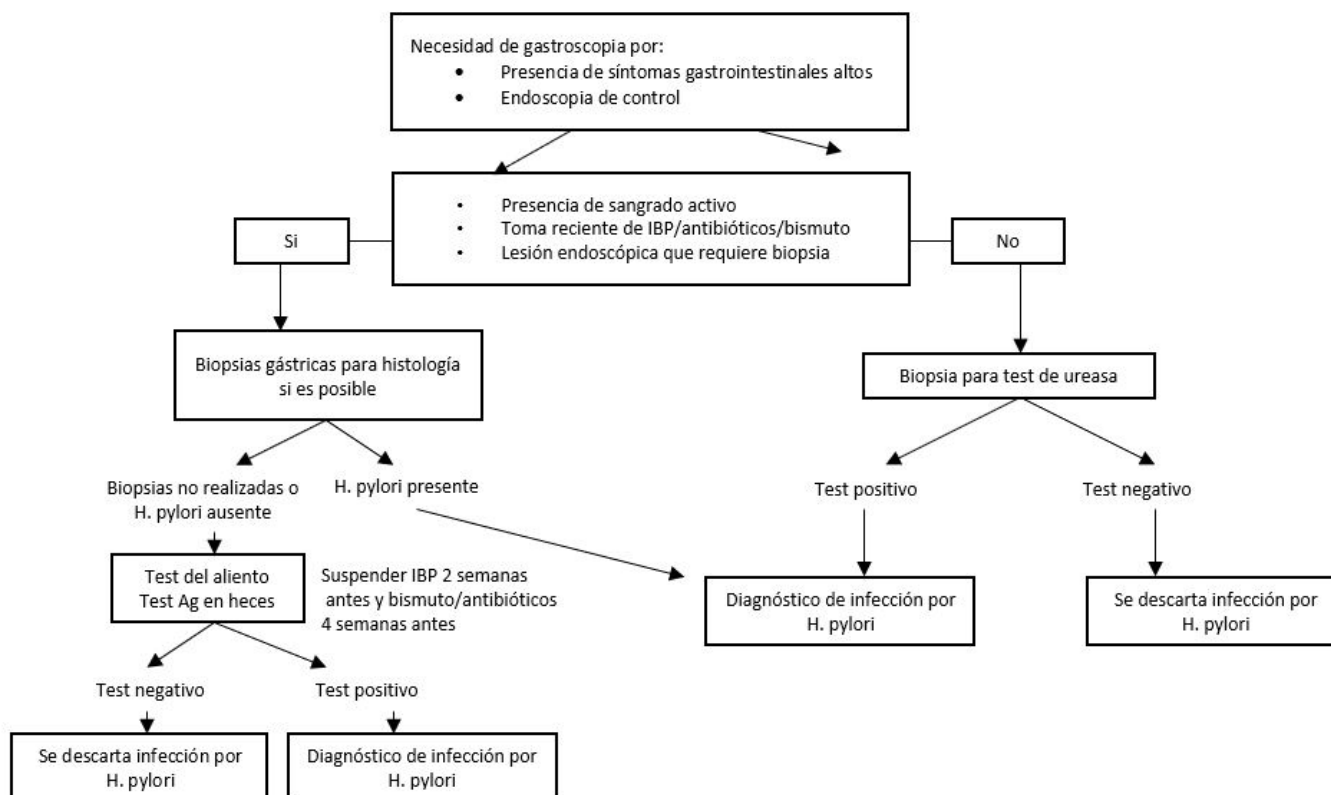 Necesidad de gastroscopia por:
• Presencia de síntomas gastrointestinales altos
• Endoscopia de control
• Presencia de sangrado activo
• Toma reciente de IBP/antibióticos/bismuto
• Lesión endoscópica que requiere biopsia
Si
No
Biopsias gástricas para histología
si es posible
Biopsia para test de ureasa
Biopsias no realizadas o
H. pylori ausente
H. pylori presente
Test positivo
Test negativo
Test del aliento
Test Ag en heces
Suspender IBP 2 semanas
antes y bismuto/antibióticos
4 semanas antes
Diagnóstico de infección por
H. pylori
Se descarta infección por
H. pylori
Test negativo
Test positivo
Se descarta infección por
H. pylori
Diagnóstico de infección por
H. pylori